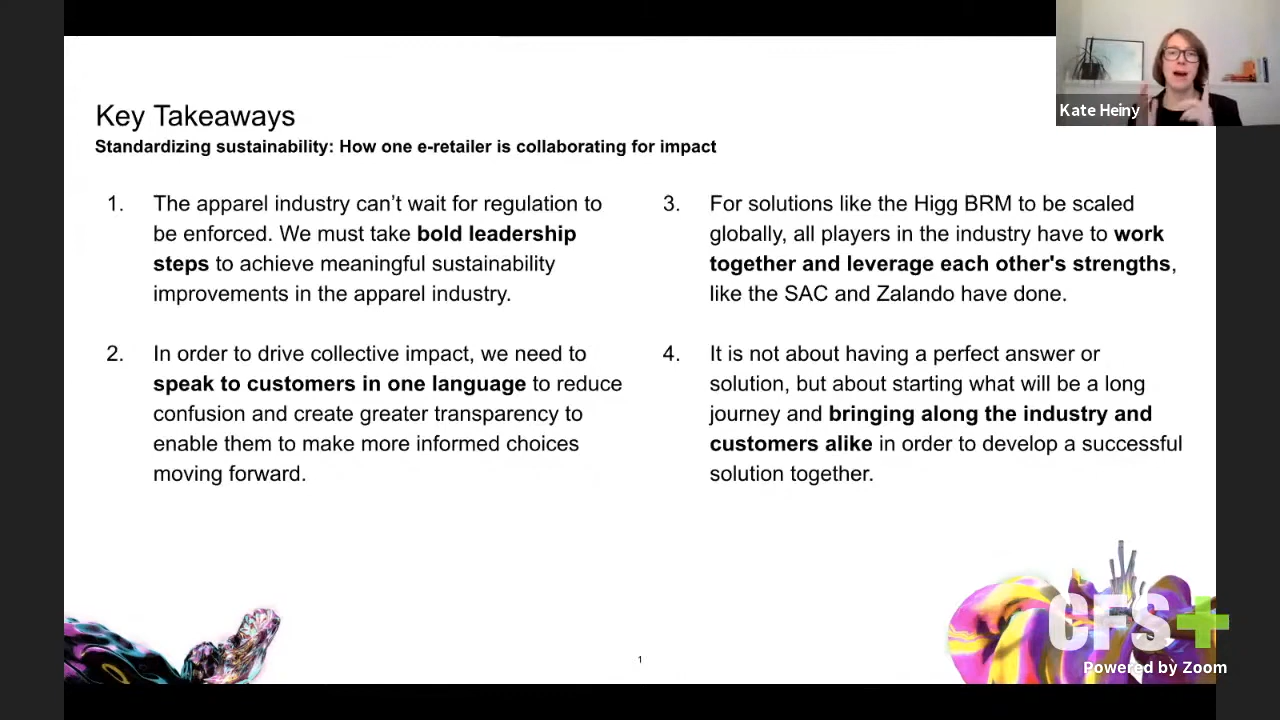 Kate Heiny
Key Takeaways
Standardizing sustainability: How one e-retailer is collaborating for impact
1. The apparel industry can’t wait for regulation to
be enforced. We must take bold leadership
steps to achieve meaningful sustainability
improvements in the apparel industry.
2. In order to drive collective impact, we need to
speak to customers in one language to reduce
confusion and create greater transparency to
enable them to make more informed choices
moving forward.
3. For solutions like the Higg BRM to be scaled
globally, all players in the industry have to work
together and leverage each other's strengths,
like the SAC and Zalando have done.
4. It is not about having a perfect answer or
solution, but about starting what will be a long
journey and bringing along the industry and
customers alike in order to develop a successful
solution together.
1
CFS+
Powered by Zoom